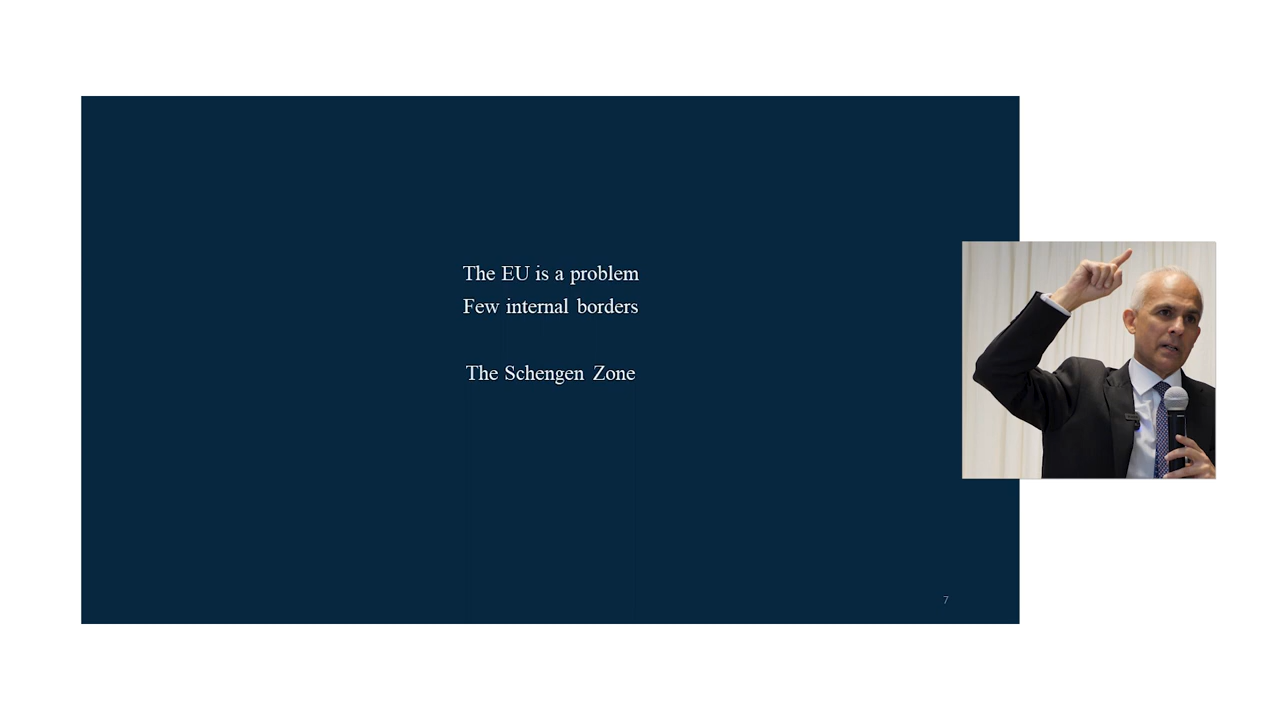 The EU is a problem
Few internal borders
The Schengen Zone
7